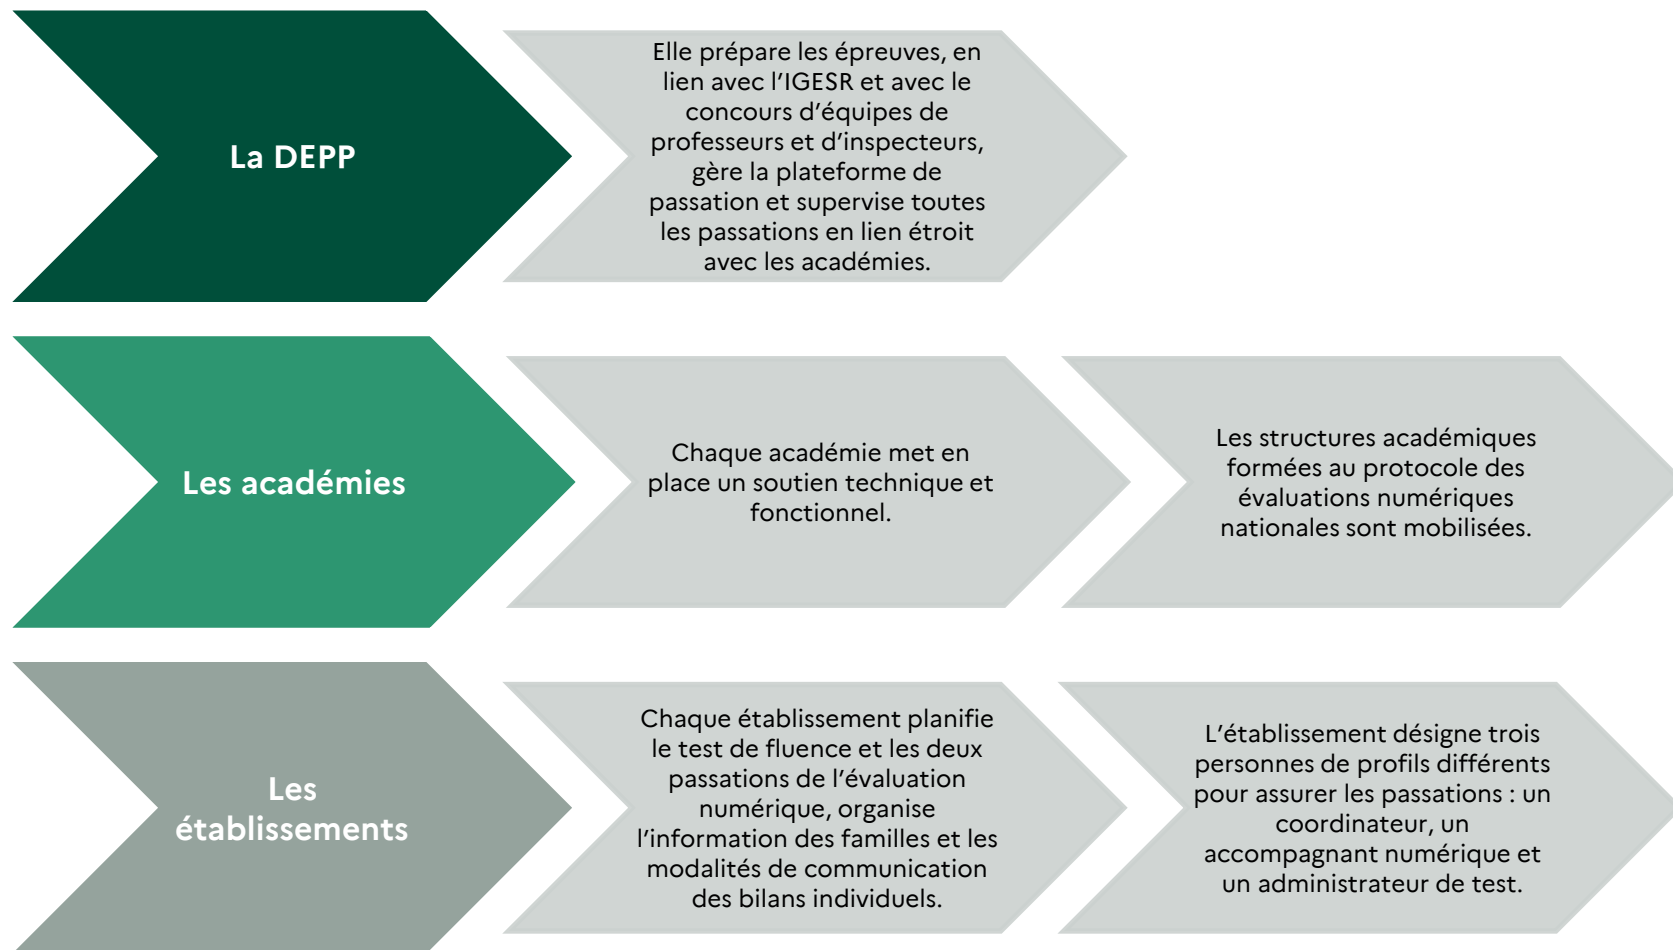 La DEPP
Elle prépare les épreuves, en
lien avec l’IGESR et avec le
concours d’équipes de
professeurs et d’inspecteurs,
gère la plateforme de
passation et supervise toutes
les passations en lien étroit
avec les académies.
Les académies
Chaque académie met en
place un soutien technique et
fonctionnel.
Les structures académiques
formées au protocole des
évaluations numériques
nationales sont mobilisées.
Les
établissements
Chaque établissement planifie
le test de fluence et les deux
passations de l’évaluation
numérique, organise
l’information des familles et les
modalités de communication
des bilans individuels.
L’établissement désigne trois
personnes de profils différents
pour assurer les passations : un
coordinateur, un
accompagnant numérique et
un administrateur de test.